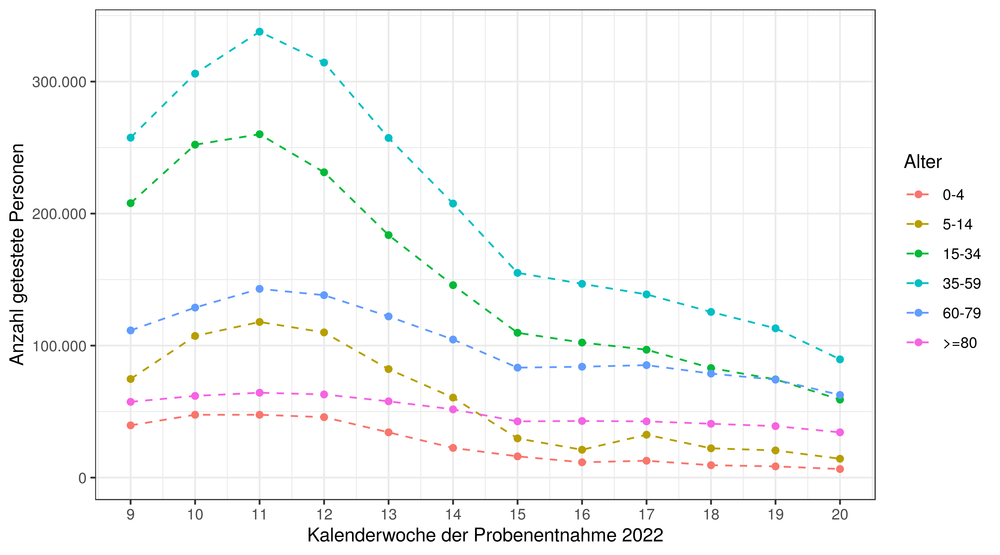 Anzahl getestete Personen
300.000
200.000
100.000
0
9 10 11 12 13 14 15 16 17 18 19 20
Kalenderwoche der Probenentnahme 2022
Alter
0-4
5-14
15-34
35-59
60-79
>=80